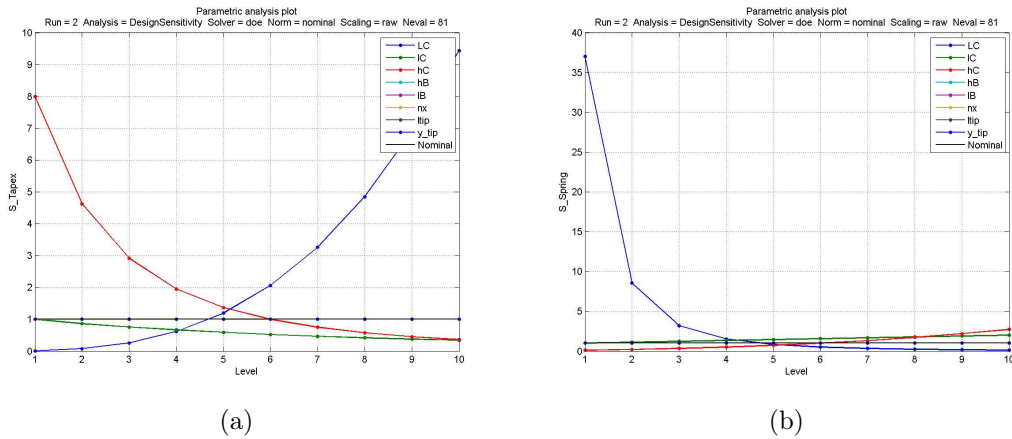 Parametric analysis plot
Run = 2 Analysis = DesignSensitivity Solver = doe Norm = nominal Scaling = raw Neval = 81
10
9
8
7
6
5
4
3
2
1
0
S_Tapex
LC
lC
hC
hB
lB
nx
ltip
y_tip
Nominal
1 2 3 4 5 6 7 8 9 10
Level
(a)
Parametric analysis plot
Run = 2 Analysis = DesignSensitivity Solver = doe Norm = nominal Scaling = raw Neval = 81
40
35
30
25
20
15
10
5
0
S_Spring
LC
lC
hC
hB
lB
nx
ltip
y_tip
Nominal
1 2 3 4 5 6 7 8 9 10
Level
(b)